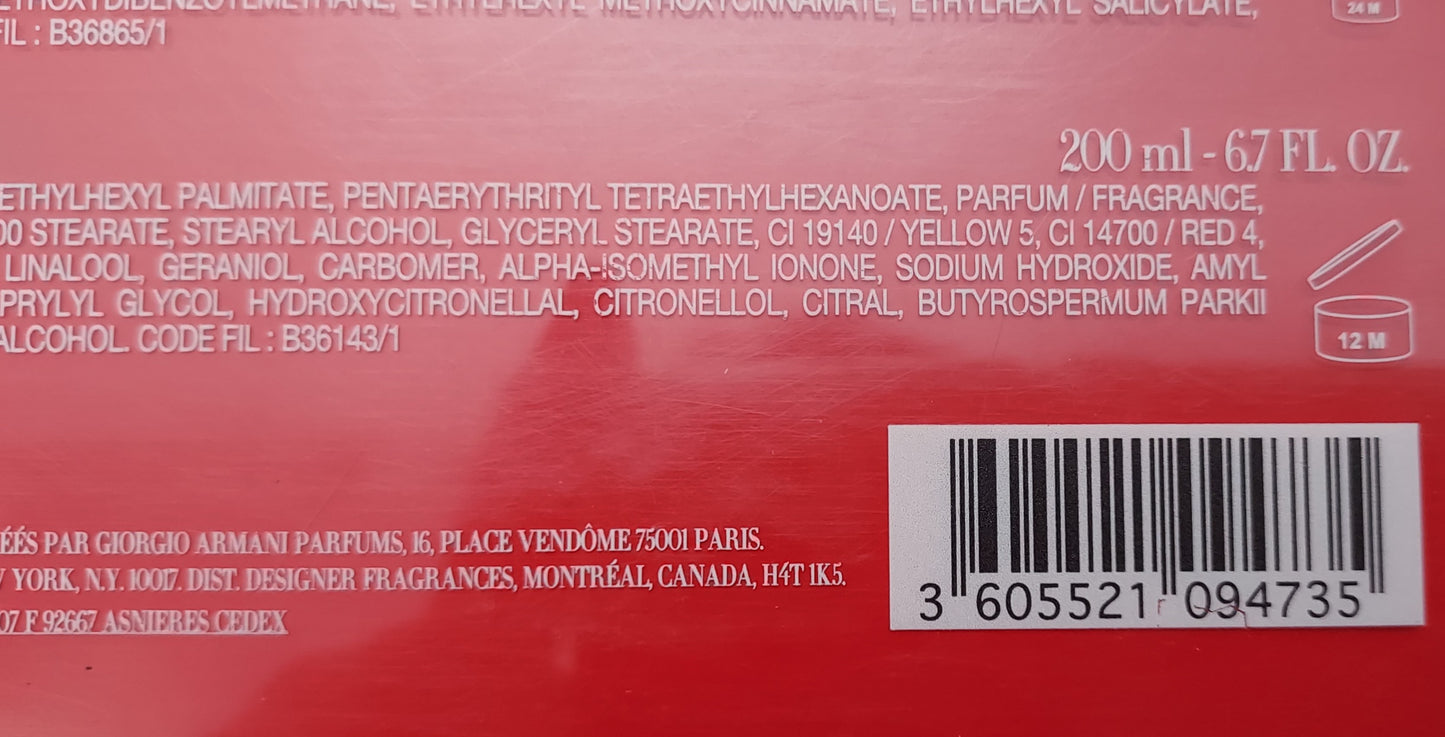 ETHYLHEXYL METHOXYCINNAMATE, ETHYLHEXYL SALICYLATE,
FIL : B36865/1
24 M
200 ml - 6.7 FL. OZ.
ETHYLHEXYL PALMITATE, PENTAERYTHRITYL TETRAETHYLHEXANOATE, PARFUM / FRAGRANCE,
00 STEARATE, STEARYL ALCOHOL, GLYCERYL STEARATE, CI 19140 / YELLOW 5, CI 14700 / RED 4,
LINALOOL, GERANIOL, CARBOMER, ALPHA-ISOMETHYL IONONE, SODIUM HYDROXIDE, AMYL
PRYLYL GLYCOL, HYDROXYCITRONELLAL, CITRONELLOL, CITRAL, BUTYROSPERMUM PARKII
ALCOHOL. CODE FIL : B36143/1
12 M
ÉÉS PAR GIORGIO ARMANI PARFUMS, 16, PLACE VENDÔME 75001 PARIS.
YORK, N.Y. 10017. DIST. DESIGNER FRAGRANCES, MONTRÉAL, CANADA, H4T 1K5.
07 F 92667 ASNIERES CEDEX
3 605521 094735